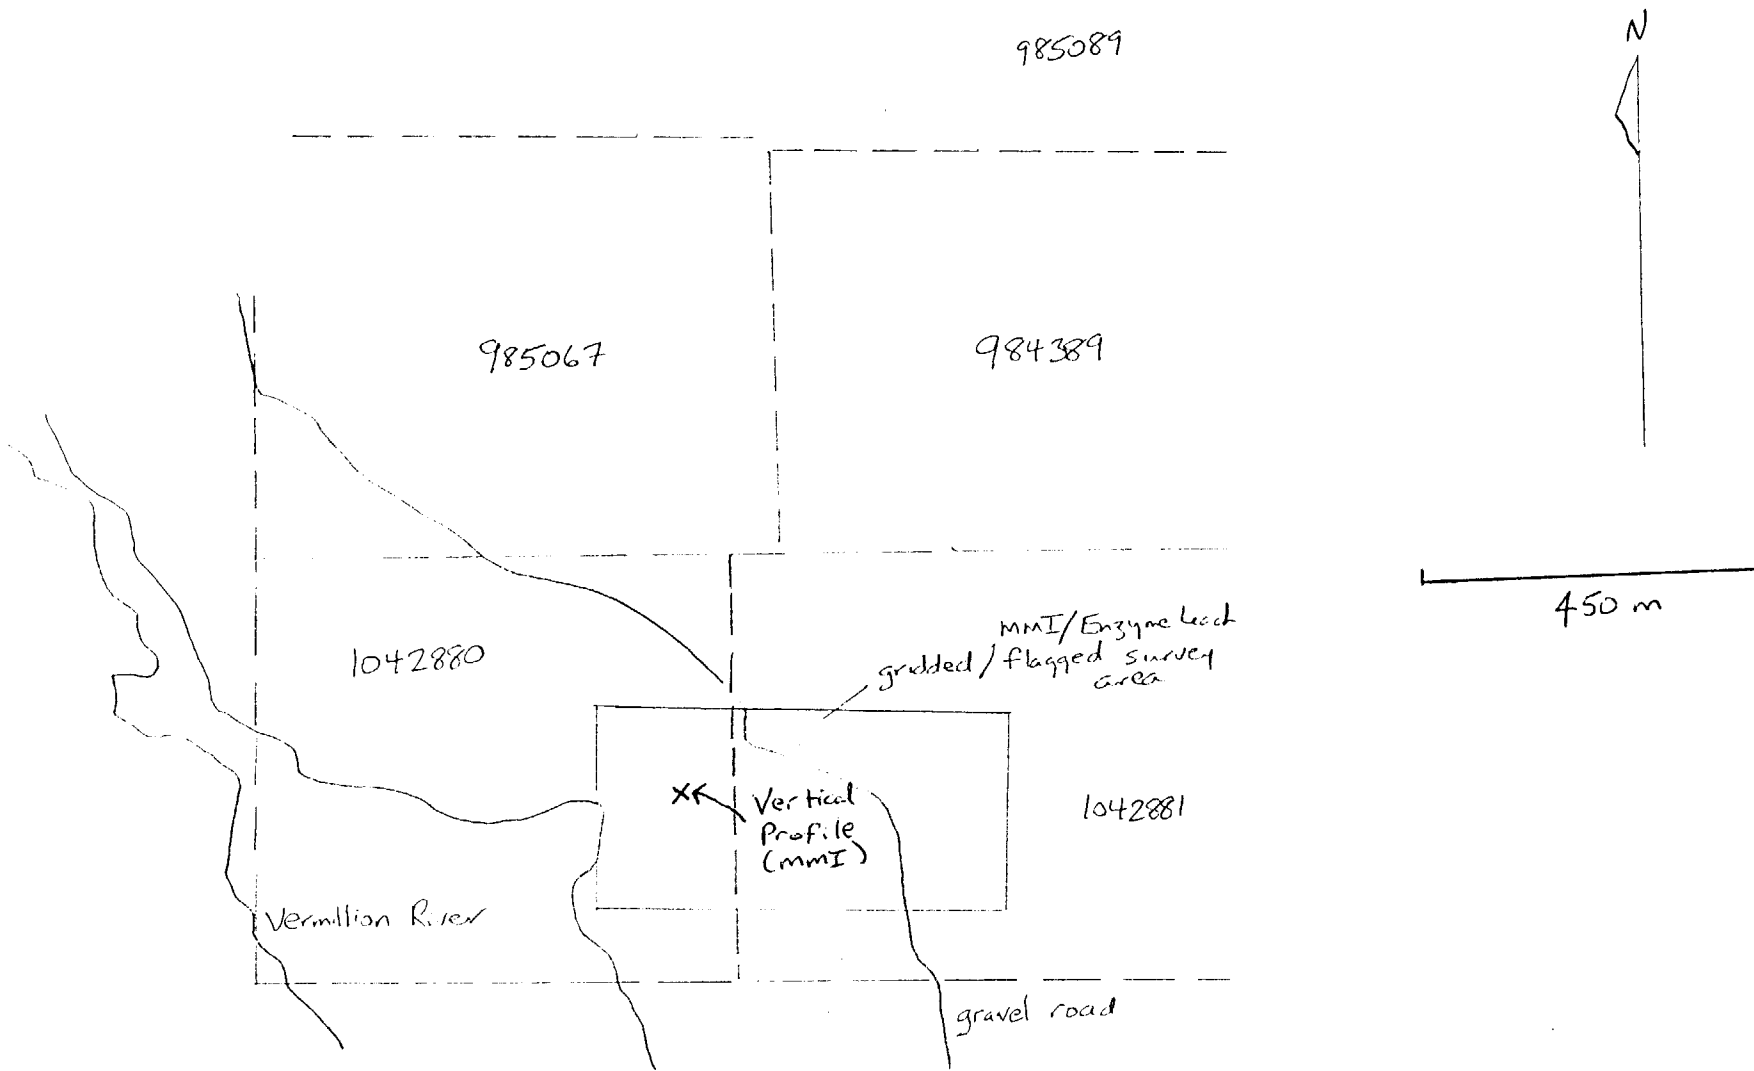 985089
N
985067
984389
450 m
MMI/Enzyme Leach
gridded/flagged survey
area
1042880
Vertical
Profile
(MMI)
1042881
Vermillion River
gravel road